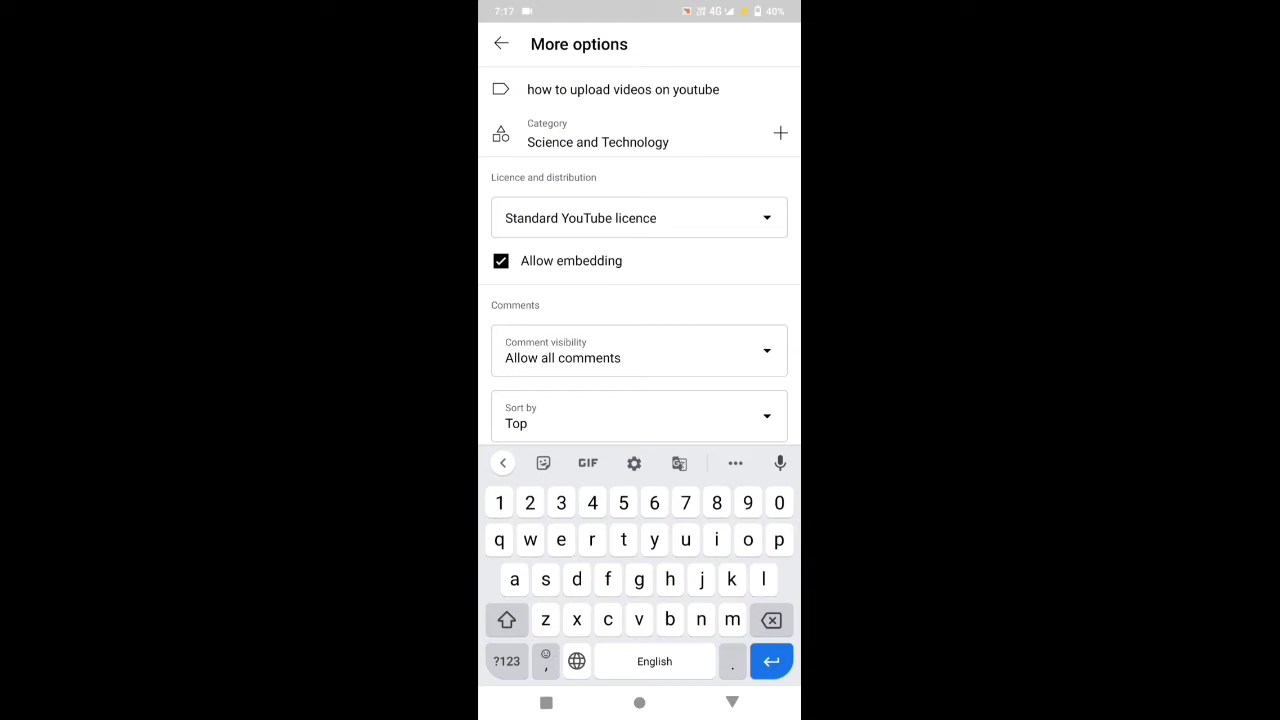 7:17 4G 40%
More options
how to upload videos on youtube
Category
Science and Technology
Licence and distribution
Standard YouTube licence
Allow embedding
Comments
Comment visibility
Allow all comments
Sort by
Top
GIF
1 2 3 4 5 6 7 8 9 0
q w e r t y u i o p
a s d f g h j k l
z x c v b n m
?123 , English .